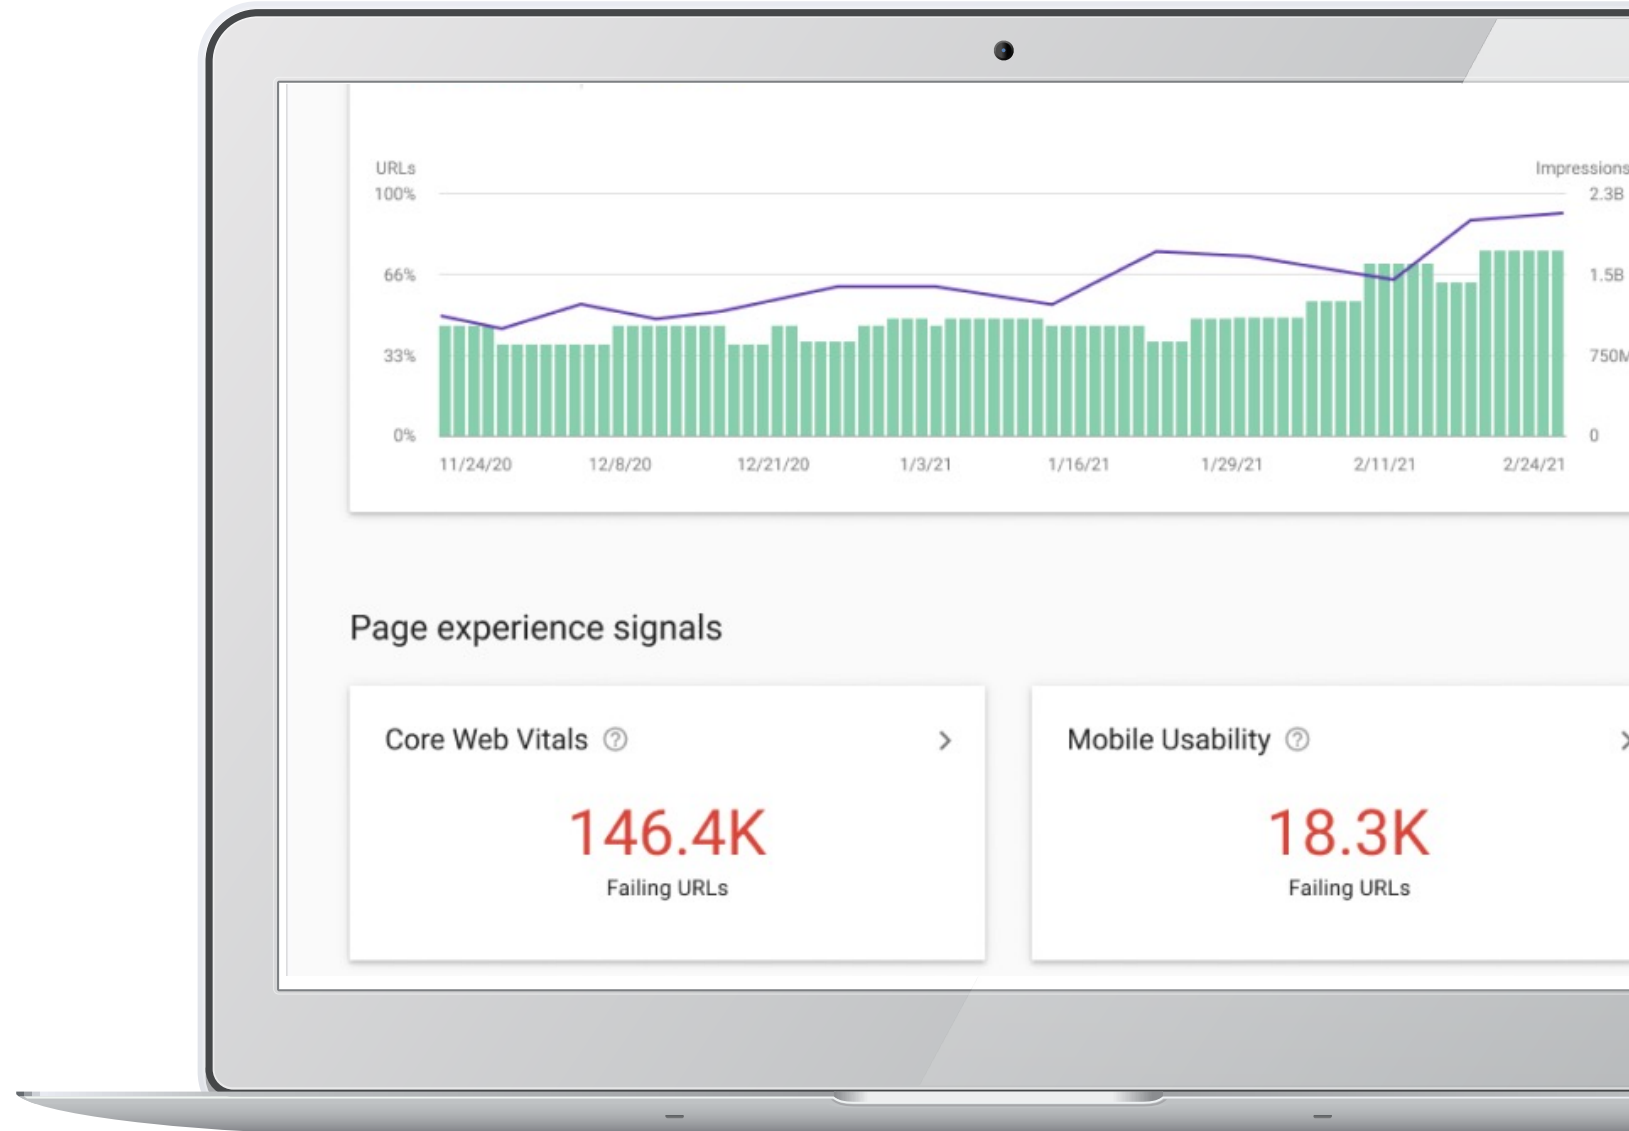 URLs Impressions
100% 2.3B
66% 1.5B
33% 750M
0% 0
11/24/20 12/8/20 12/21/20 1/3/21 1/16/21 1/29/21 2/11/21 2/24/21
Page experience signals
Core Web Vitals ? Mobile Usability ?
146.4K 18.3K
Failing URLs Failing URLs